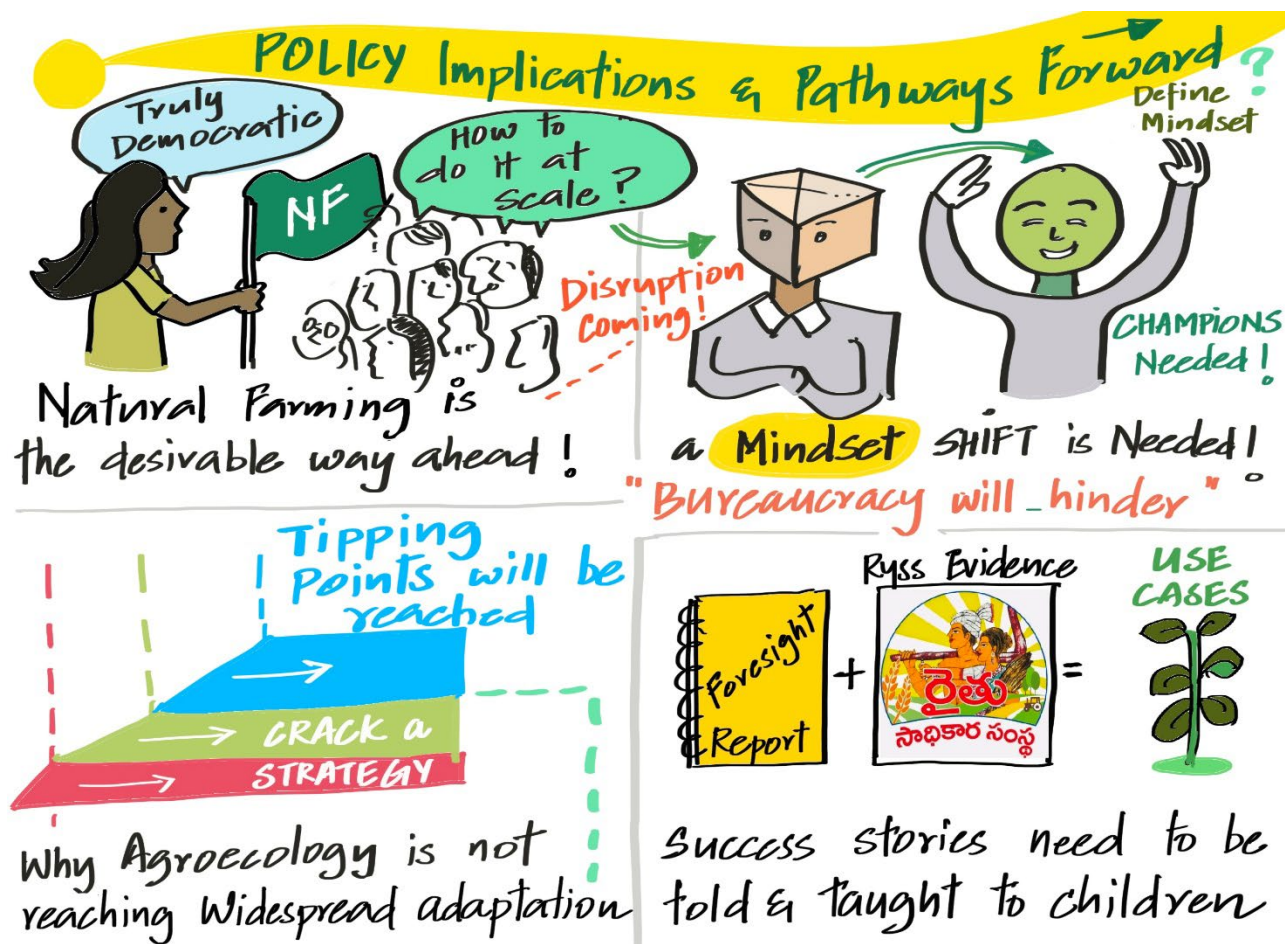 POLICY Implications & Pathways Forward ?
Truly
Democratic
NF
How to
do it at
scale?
Disruption
Coming!
Natural Farming is
the desirable way ahead!
Define
Mindset
CHAMPIONS
Needed!
a Mindset SHIFT is Needed!
"Bureaucracy will_hinder"
Tipping
Points will be
reached
CRACK a
STRATEGY
Why Agroecology is not
reaching Widespread adaptation
Foresight
Report
+
Ryss Evidence
రైతు
సాధికార సంస్థ
=
USE
CASES
Success stories need to be
told & taught to children